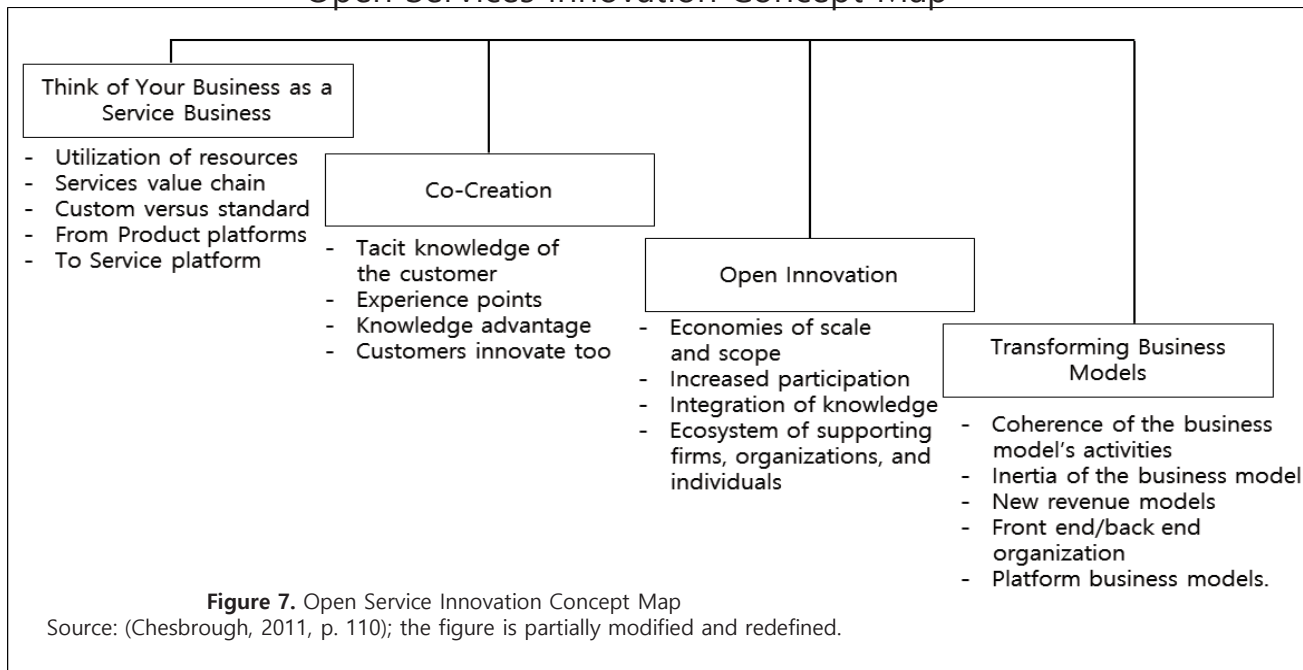 Open Services Innovation Concept Map
Think of Your Business as a
Service Business
- Utilization of resources
- Services value chain
- Custom versus standard
- From Product platforms
- To Service platform
Co-Creation
- Tacit knowledge of
the customer
- Experience points
- Knowledge advantage
- Customers innovate too
Open Innovation
- Economies of scale
and scope
- Increased participation
- Integration of knowledge
- Ecosystem of supporting
firms, organizations, and
individuals
Transforming Business
Models
- Coherence of the business
model's activities
- Inertia of the business model
- New revenue models
- Front end/back end
organization
- Platform business models.
Figure 7. Open Service Innovation Concept Map
Source: (Chesbrough, 2011, p. 110); the figure is partially modified and redefined.